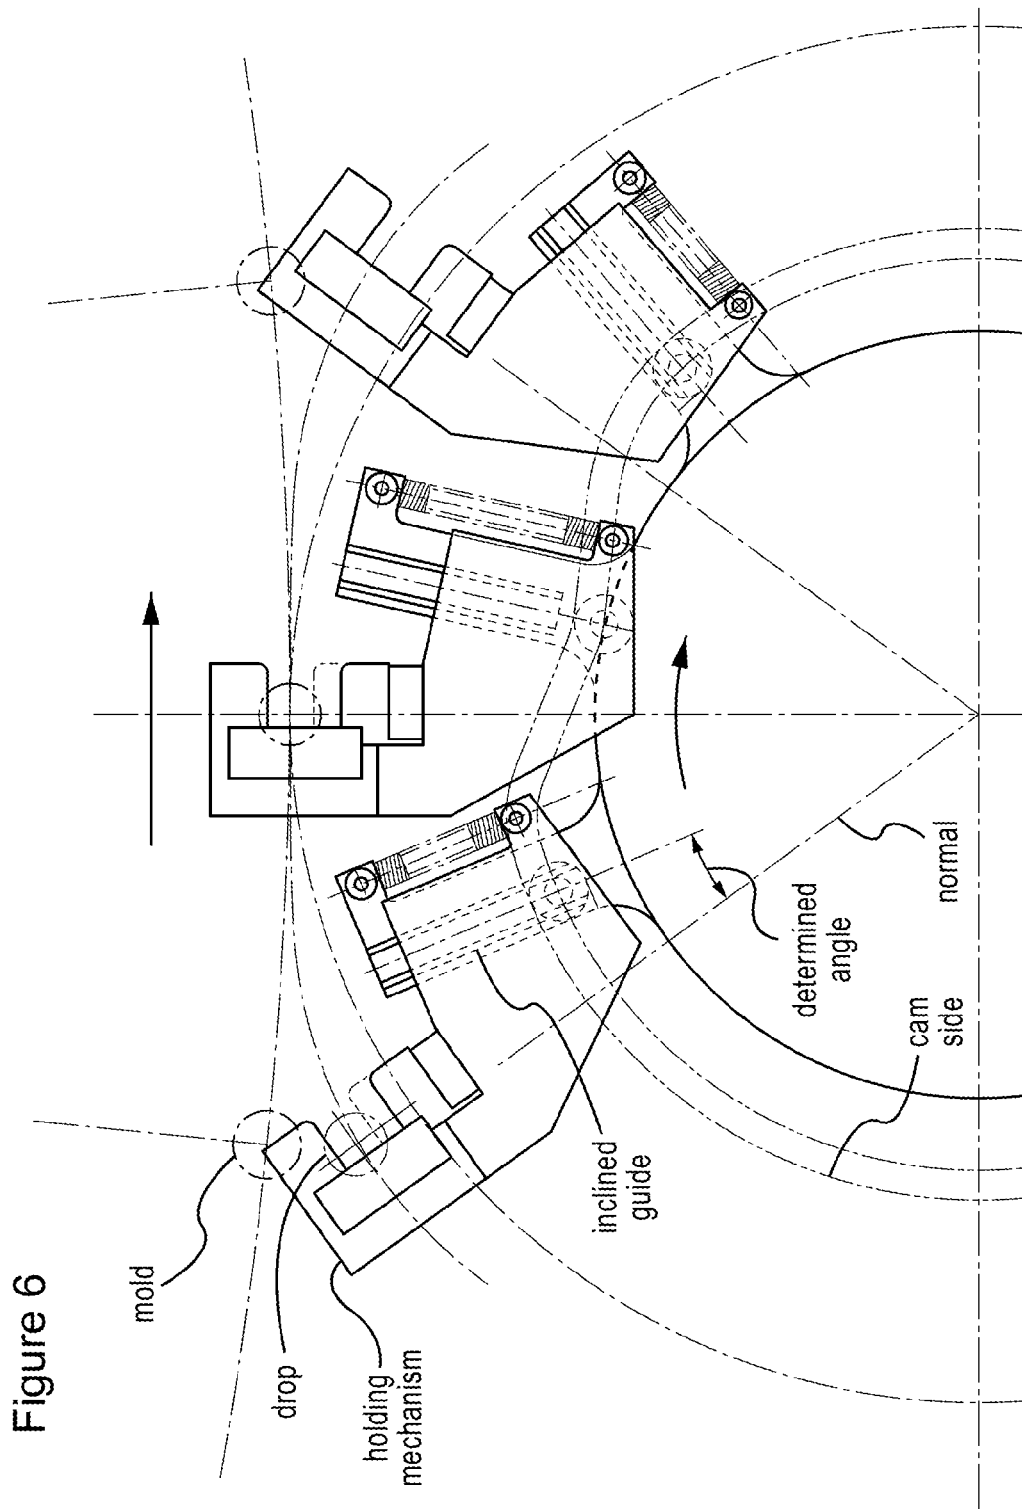 Figure 6
mold
drop
holding
mechanism
inclined
guide
cam
side
determined
angle
normal